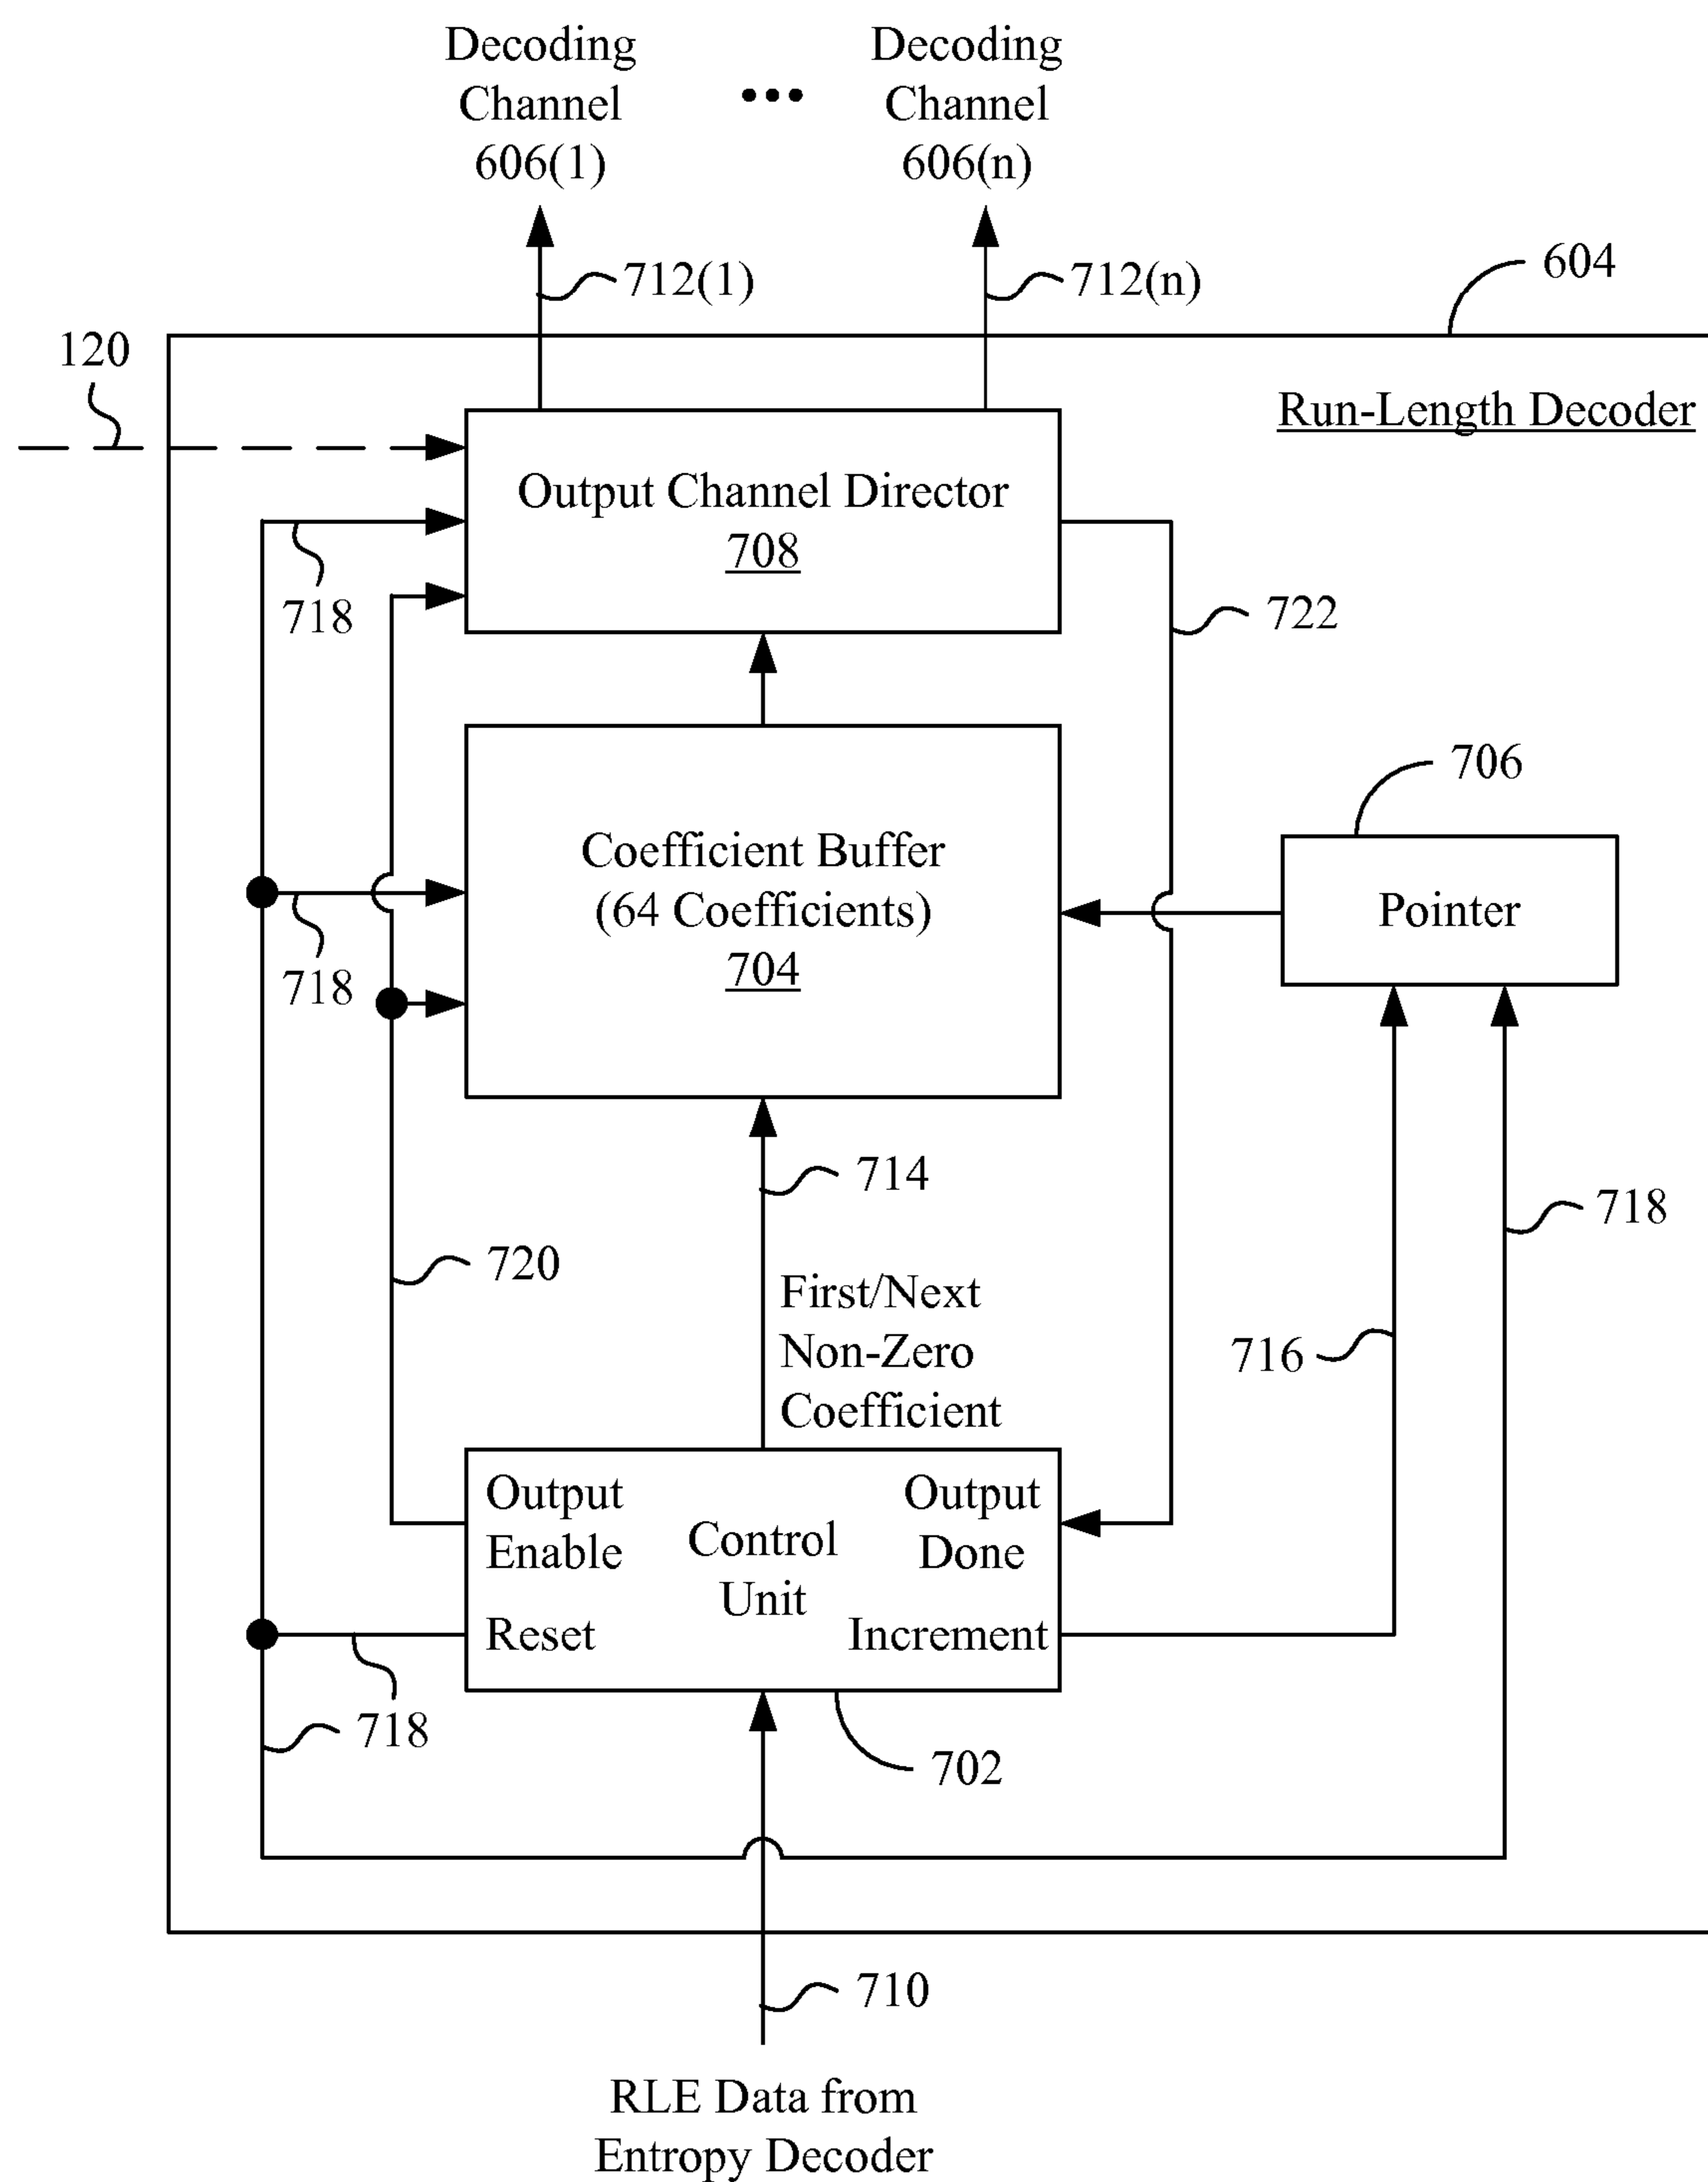 Decoding
Channel
606(1)
•••
Decoding
Channel
606(n)
712(1)
712(n)
604
120
Run-Length Decoder
Output Channel Director
708
718
722
706
Coefficient Buffer
(64 Coefficients)
704
Pointer
718
714
718
720
First/Next
Non-Zero
Coefficient
716
Output
Enable
Control
Unit
Output
Done
Reset
Increment
718
702
710
RLE Data from
Entropy Decoder